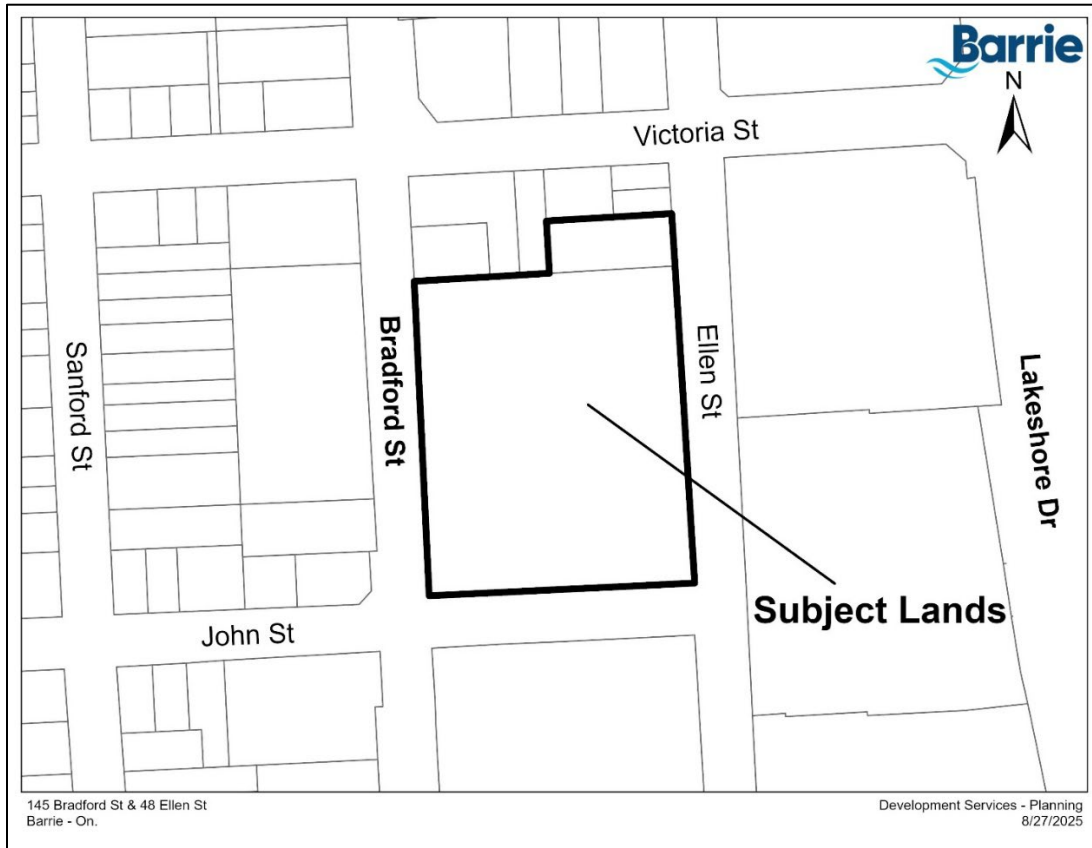 Barrie
N
Victoria St
Sanford St
Bradford St
Ellen St
Lakeshore Dr
Subject Lands
John St
145 Bradford St & 48 Ellen St
Barrie - On.
Development Services - Planning
8/27/2025